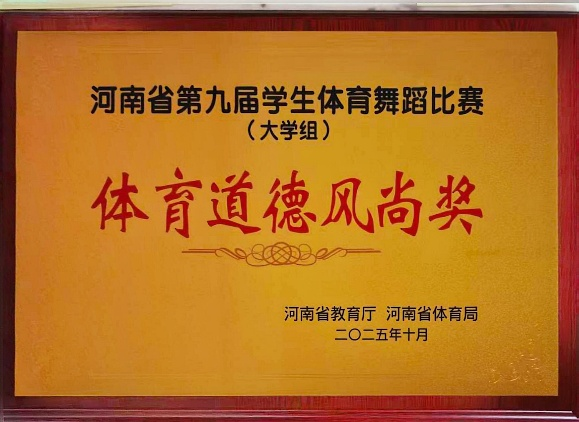 河南省第九届学生体育舞蹈比赛
（大学组）
体育道德风尚奖
河南省教育厅 河南省体育局
二〇二五年十月